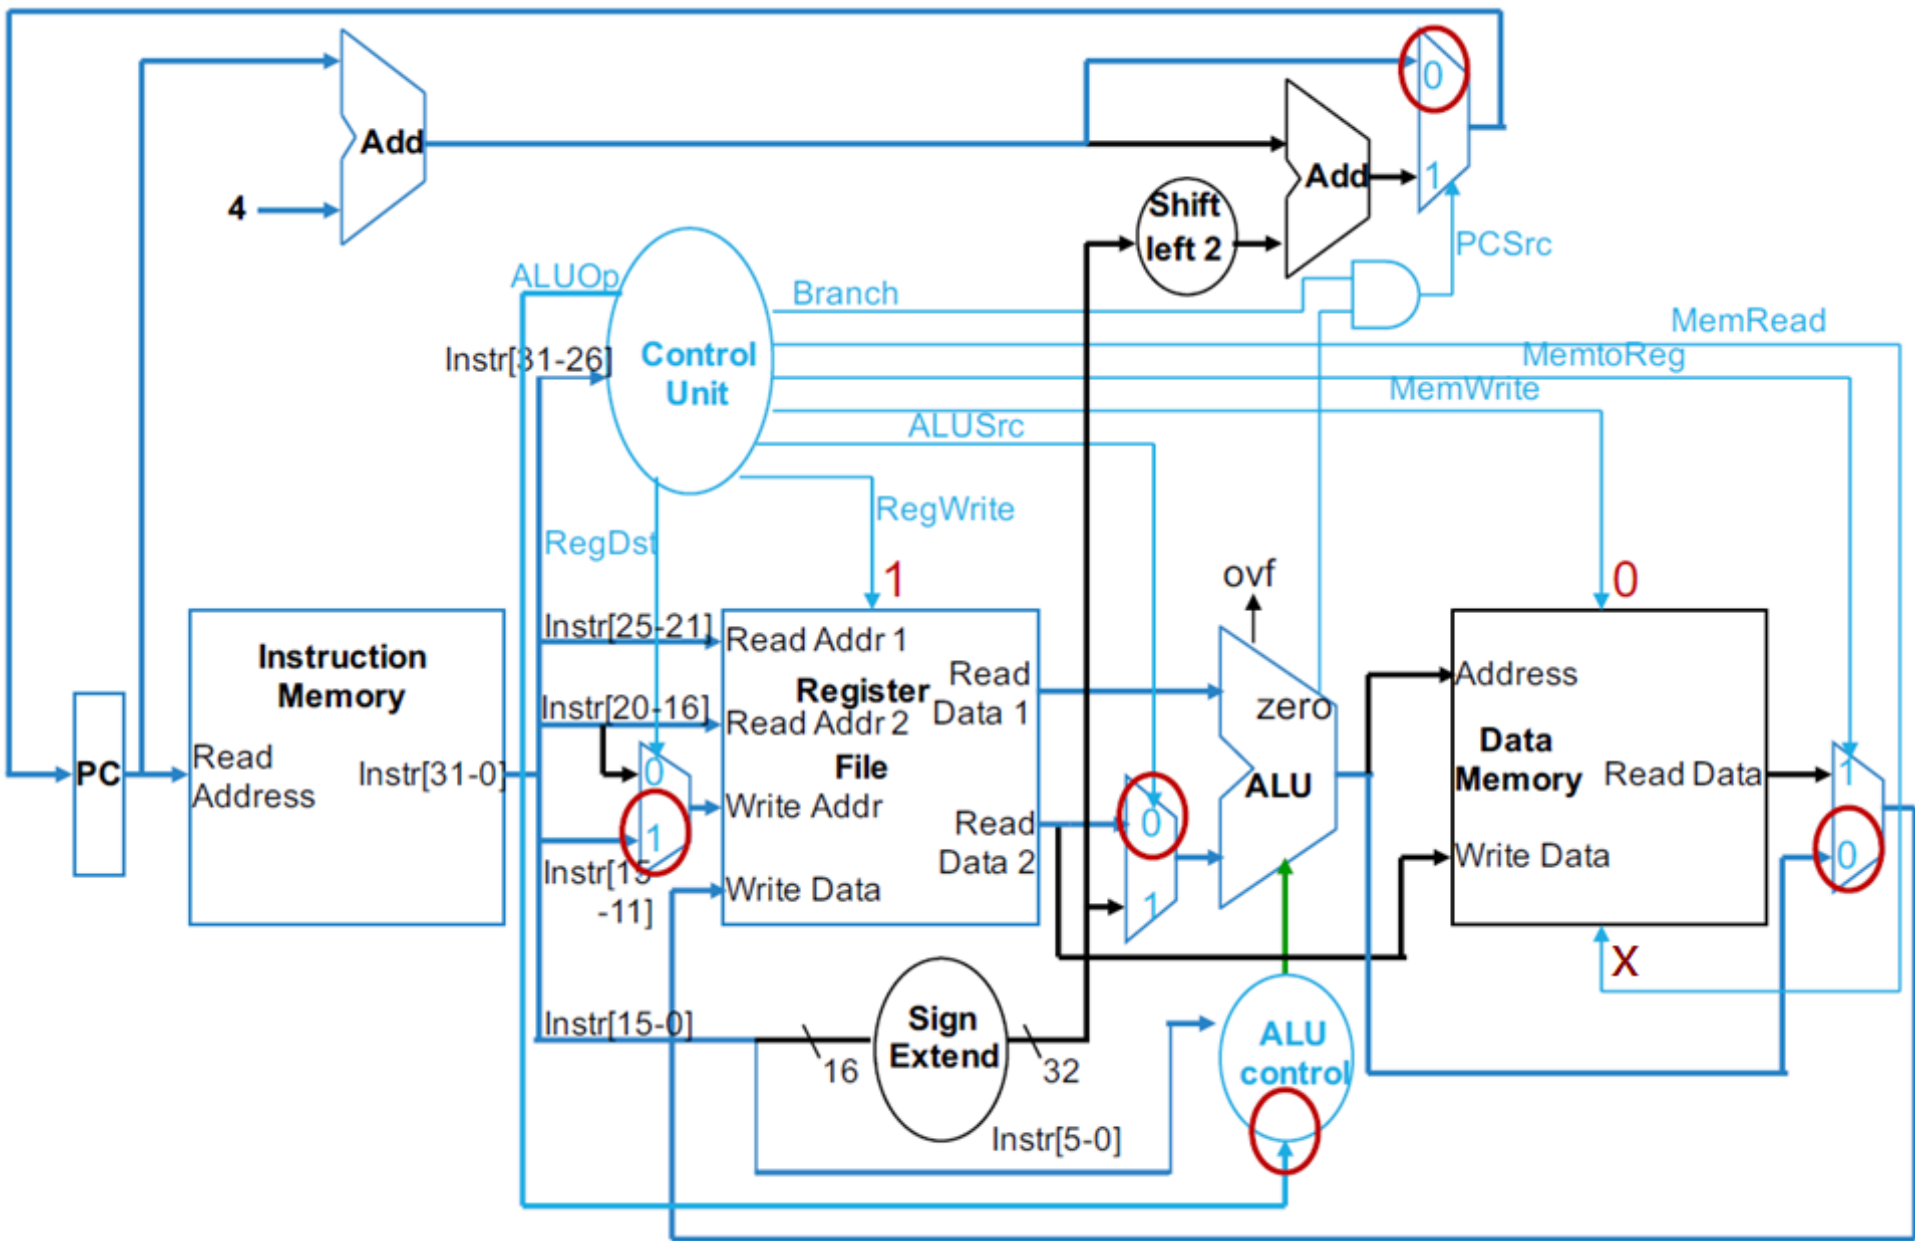 0
Add
Add
1
4
Shift
left 2
PCSrc
ALUOp
Branch
MemRead
Instr[31-26]
Control
Unit
MemtoReg
MemWrite
ALUSrc
RegWrite
RegDst
1
ovf
0
Instr[25-21]
Read Addr 1
Instruction
Memory
Register
Read
Data 1
Address
zero
Instr[20-16]
Read Addr 2
Data
Memory
Read
Address
PC
Instr[31-0]
0
File
ALU
Read Data
1
Write Addr
1
Read
Data 2
0
0
Write Data
Instr[15
-11]
Write Data
1
X
Instr[15-0]
Sign
Extend
16
32
ALU
control
Instr[5-0]